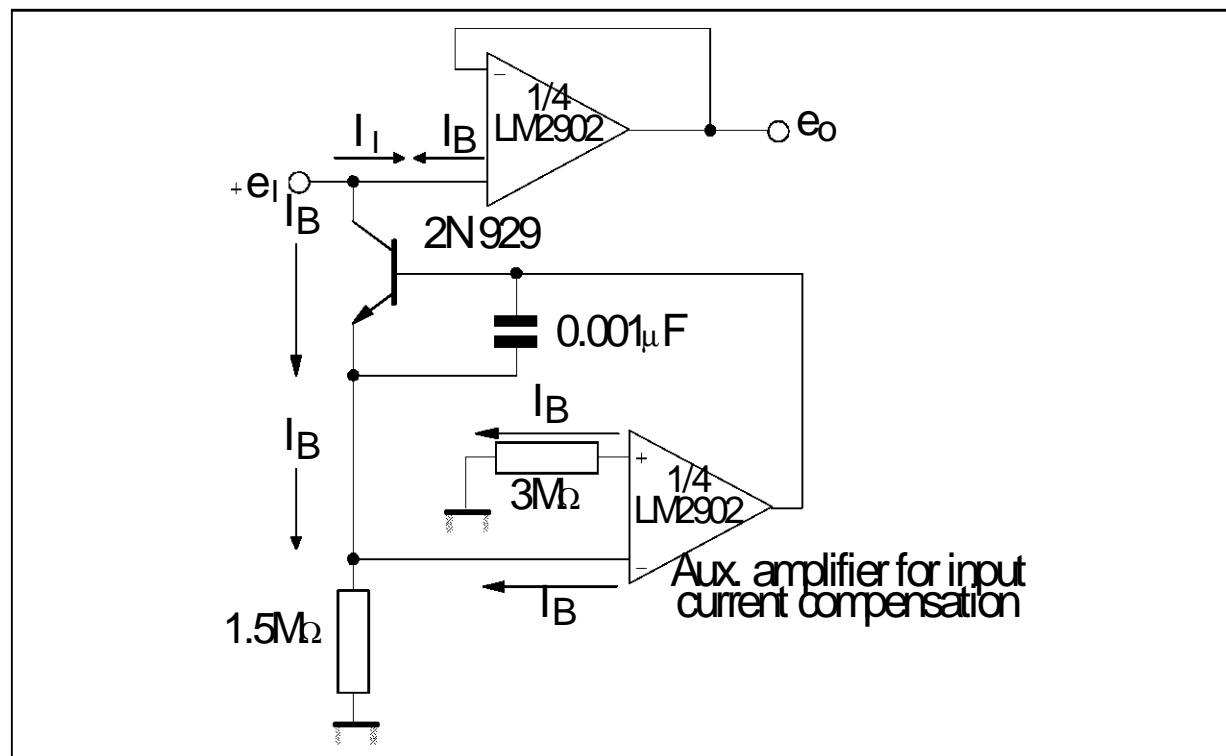 −
1/4
LM2902
eo
II
IB
+eI
IB
2N929
0.001μF
IB
IB
+
1/4
3MΩ
LM2902
−
Aux. amplifier for input
IB
current compensation
1.5MΩ